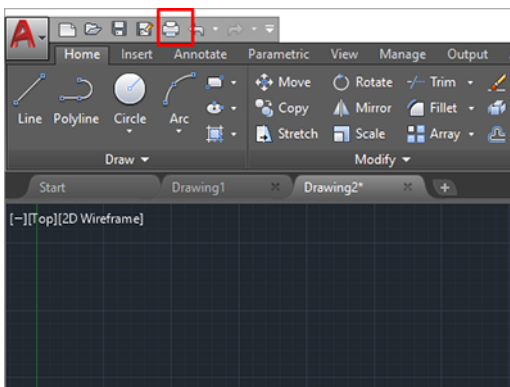 A
Home Insert Annotate Parametric View Manage Output
Line Polyline Circle Arc
Move Rotate Trim
Copy Mirror Fillet
Stretch Scale Array
Draw Modify
Start Drawing1 Drawing2*
[−][Top][2D Wireframe]